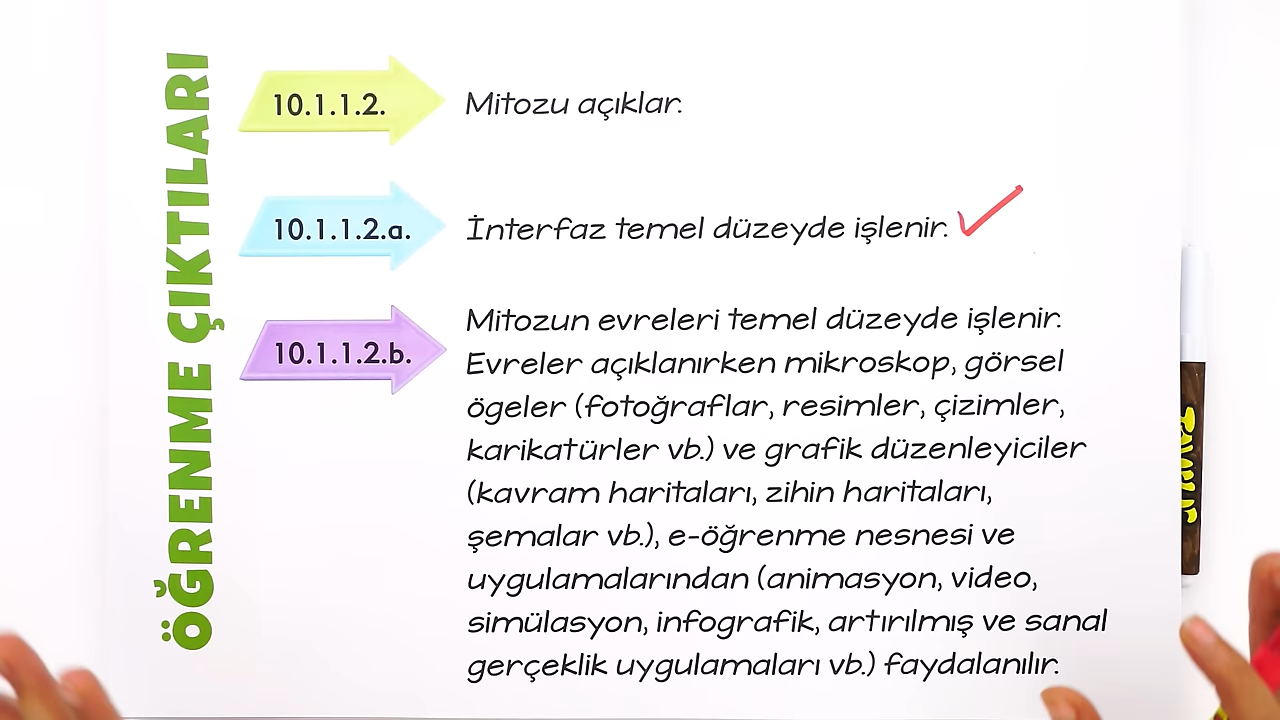 ÖĞRENME ÇIKTILARI
10.1.1.2.
Mitozu açıklar.
10.1.1.2.a.
İnterfaz temel düzeyde işlenir.
10.1.1.2.b.
Mitozun evreleri temel düzeyde işlenir.
Evreler açıklanırken mikroskop, görsel
ögeler (fotoğraflar, resimler, çizimler,
karikatürler vb.) ve grafik düzenleyiciler
(kavram haritaları, zihin haritaları,
şemalar vb.), e-öğrenme nesnesi ve
uygulamalarından (animasyon, video,
simülasyon, infografik, artırılmış ve sanal
gerçeklik uygulamaları vb.) faydalanılır.